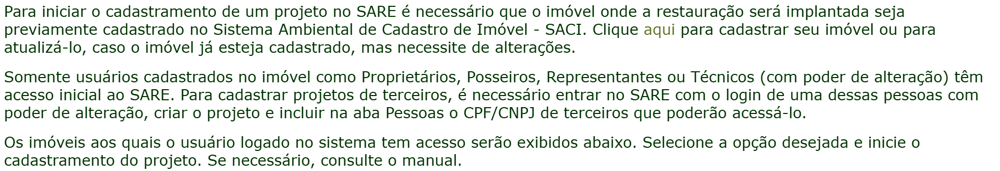 Para iniciar o cadastramento de um projeto no SARE é necessário que o imóvel onde a restauração será implantada seja
previamente cadastrado no Sistema Ambiental de Cadastro de Imóvel - SACI. Clique aqui para cadastrar seu imóvel ou para
atualizá-lo, caso o imóvel já esteja cadastrado, mas necessite de alterações.
Somente usuários cadastrados no imóvel como Proprietários, Posseiros, Representantes ou Técnicos (com poder de alteração) têm
acesso inicial ao SARE. Para cadastrar projetos de terceiros, é necessário entrar no SARE com o login de uma dessas pessoas com
poder de alteração, criar o projeto e incluir na aba Pessoas o CPF/CNPJ de terceiros que poderão acessá-lo.
Os imóveis aos quais o usuário logado no sistema tem acesso serão exibidos abaixo. Selecione a opção desejada e inicie o
cadastramento do projeto. Se necessário, consulte o manual.